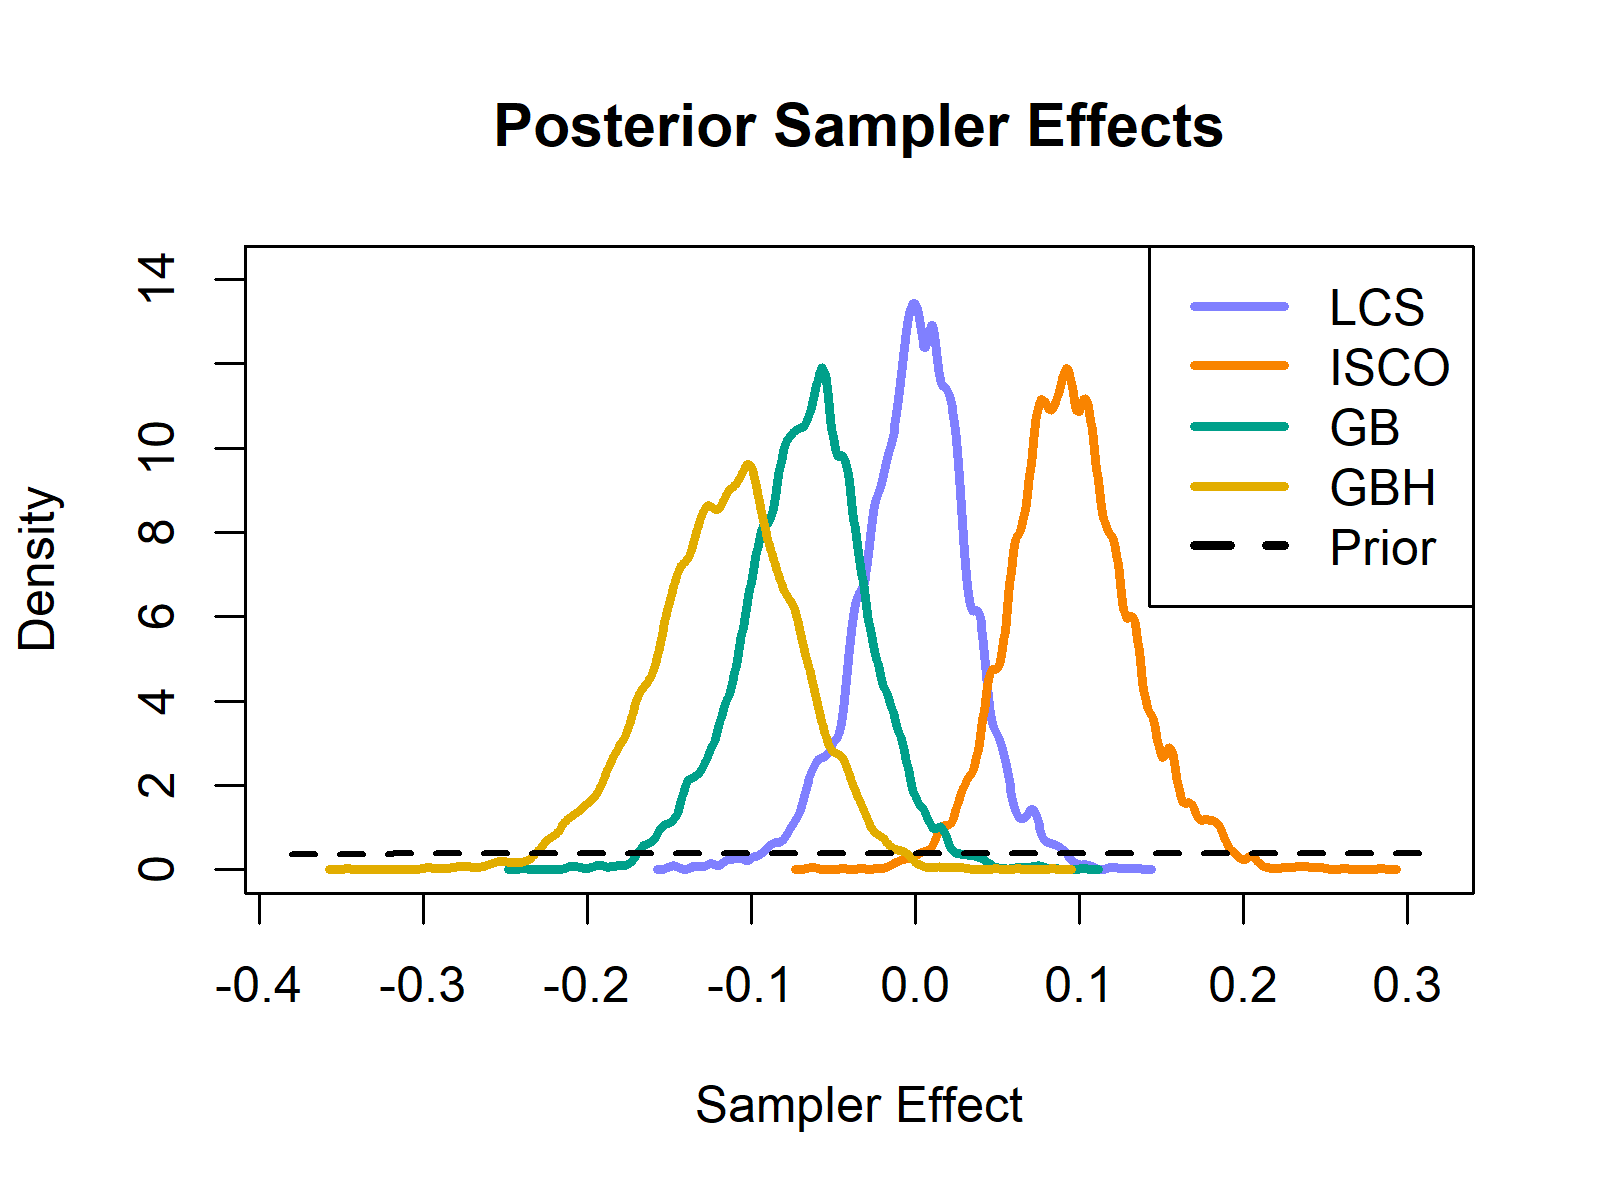 Posterior Sampler Effects
LCS
ISCO
GB
GBH
Prior
Density
14
10
8
6
4
2
0
-0.4 -0.3 -0.2 -0.1 0.0 0.1 0.2 0.3
Sampler Effect